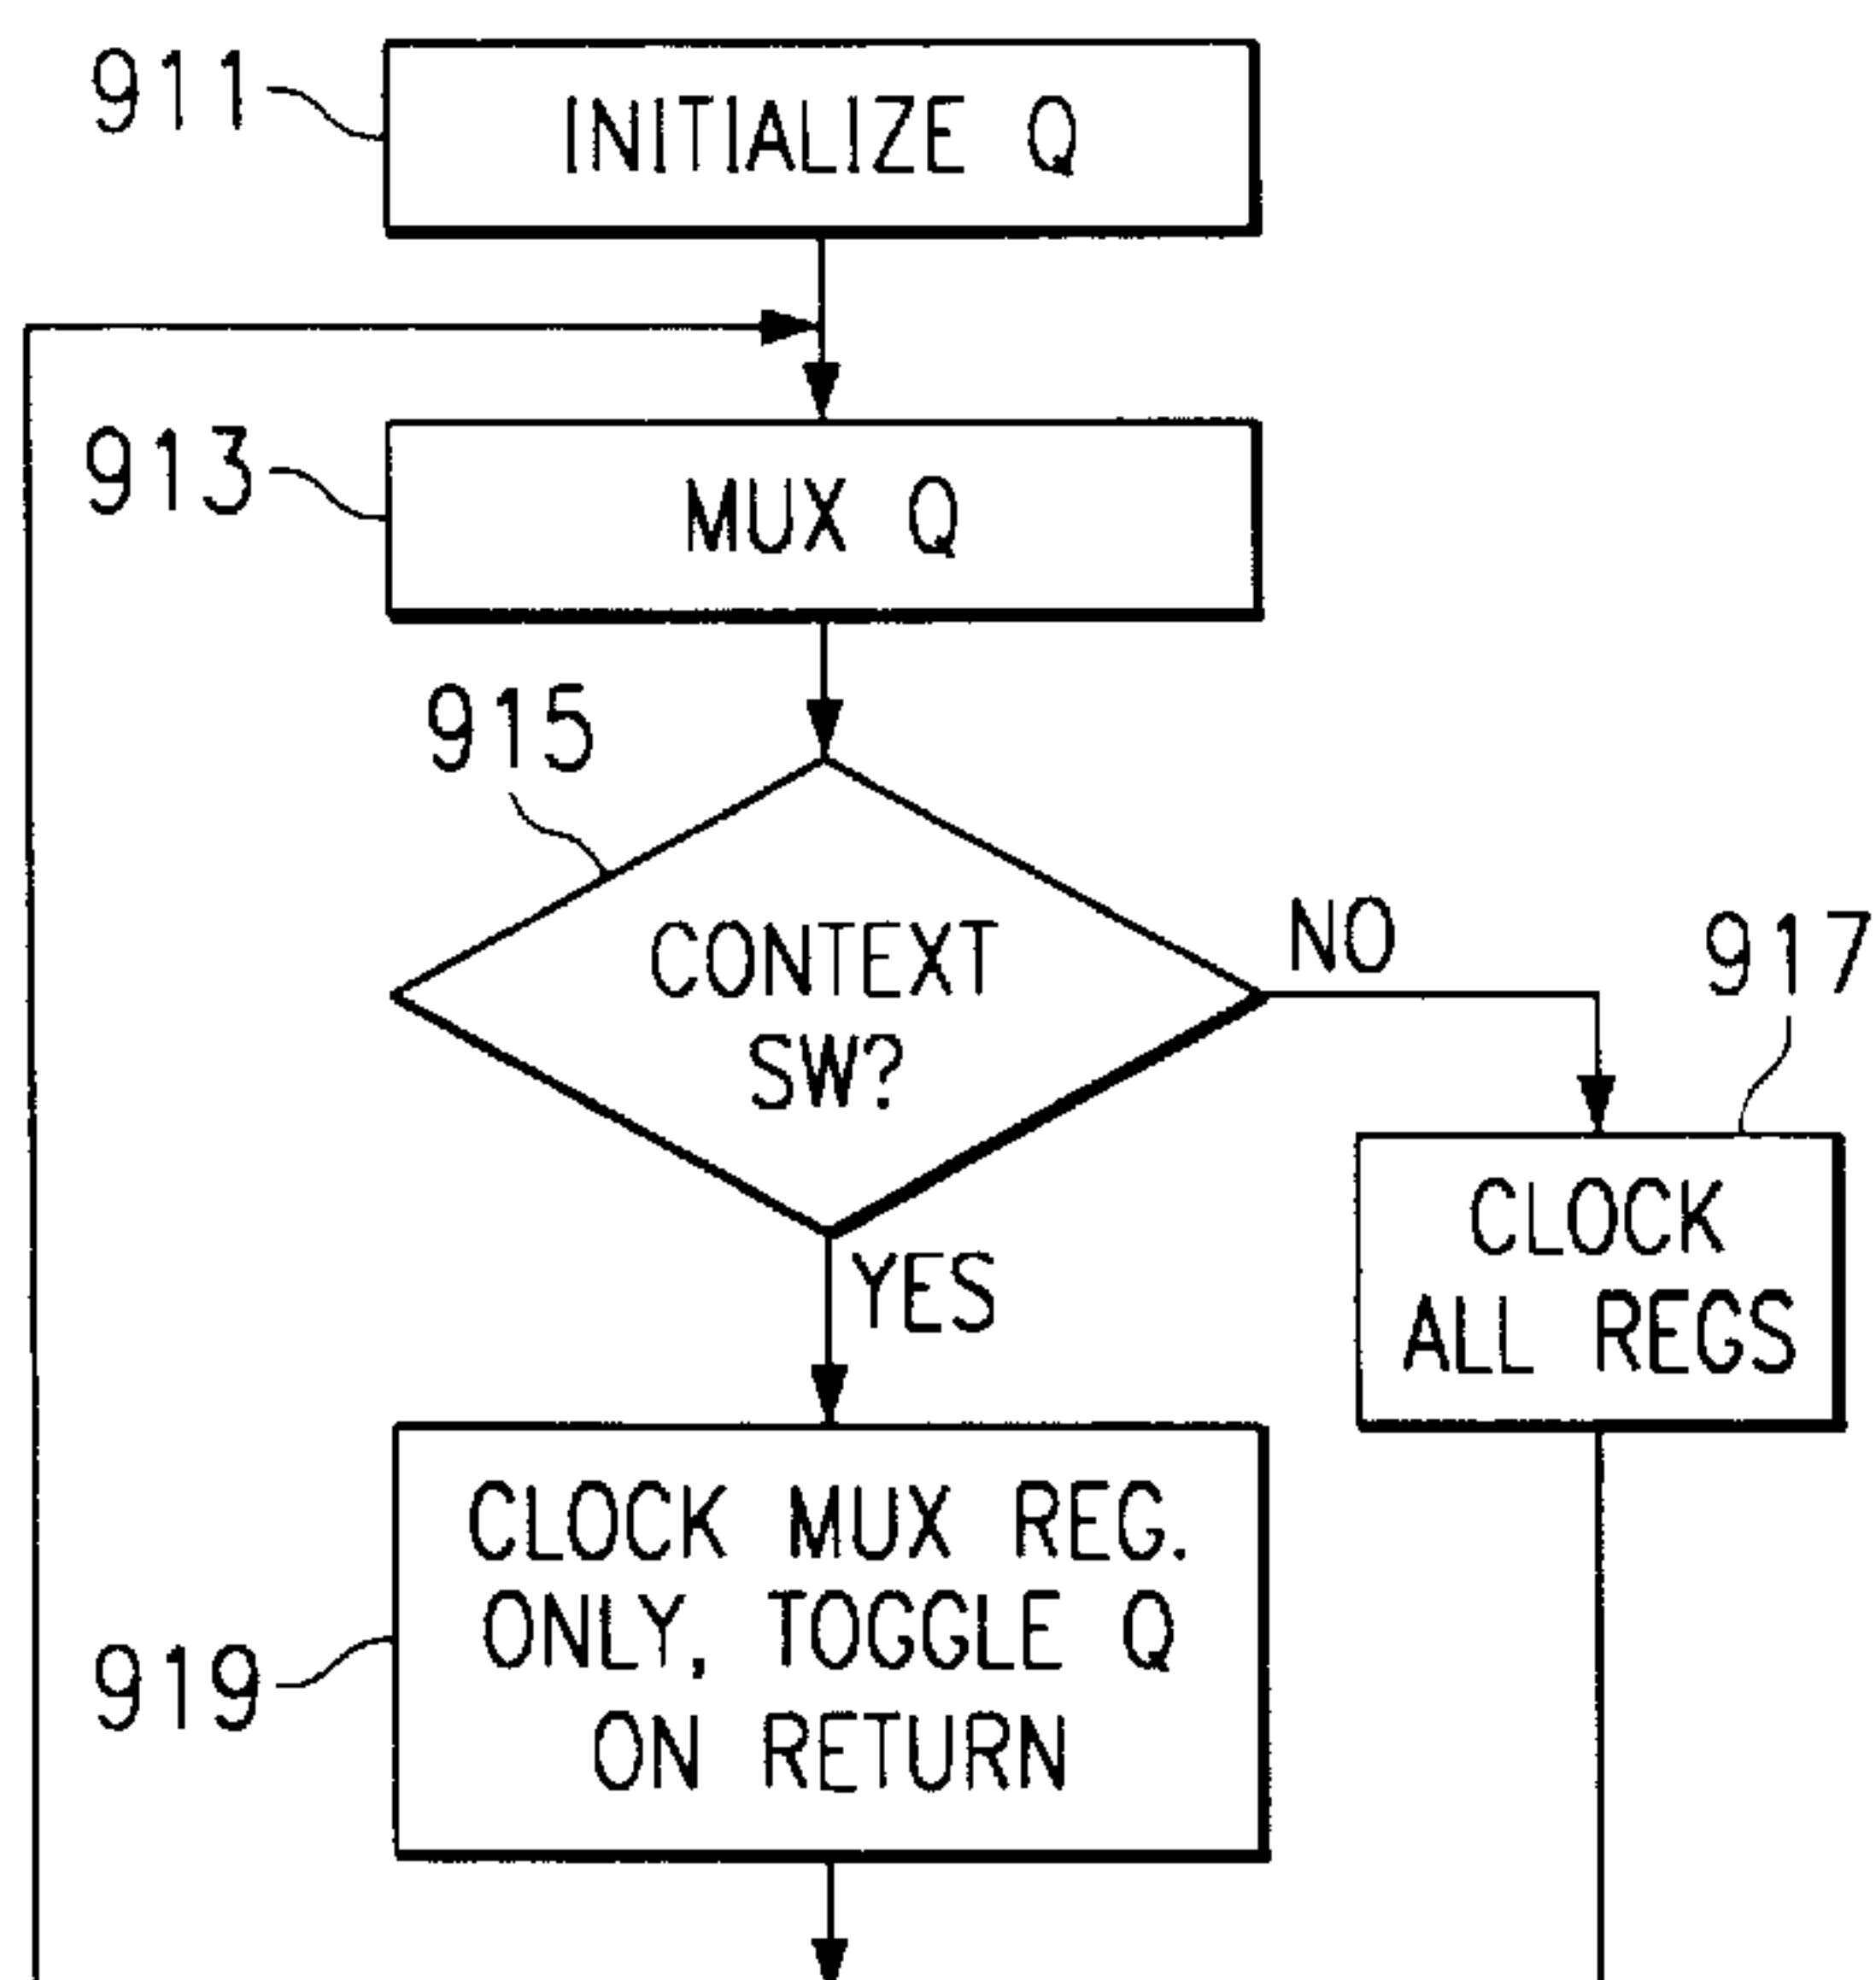 911
INITIALIZE Q
913
MUX Q
915
CONTEXT
SW?
NO
917
YES
CLOCK
ALL REGS
CLOCK MUX REG.
ONLY, TOGGLE Q
ON RETURN
919